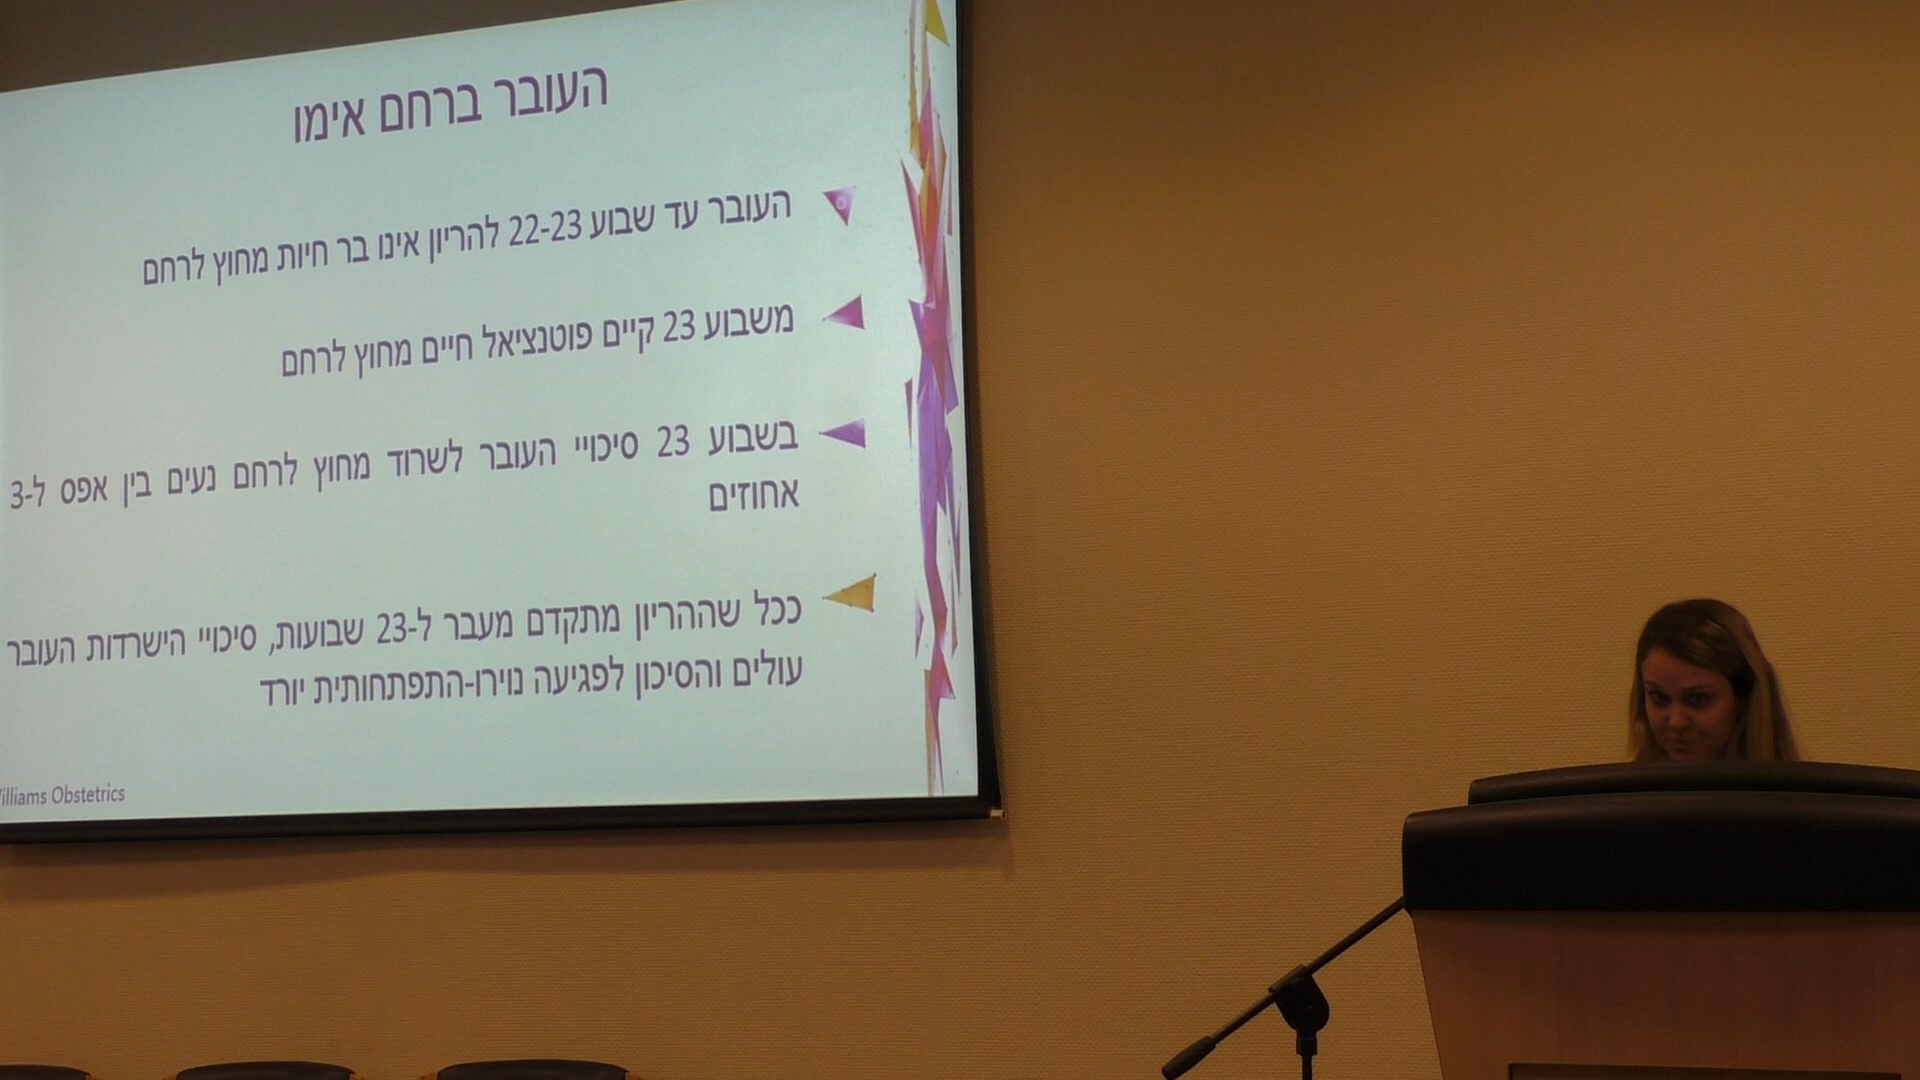 העובר ברחם אימו
העובר עד שבוע 22-23 להריון אינו בר חיות מחוץ לרחם
משבוע 23 קיים פוטנציאל חיים מחוץ לרחם
בשבוע 23 סיכויי העובר לשרוד מחוץ לרחם נעים בין אפס ל-3
אחוזים
ככל שההריון מתקדם מעבר ל-23 שבועות, סיכויי הישרדות העובר
עולים והסיכון לפגיעה נוירו-התפתחותית יורד
illiams Obstetrics